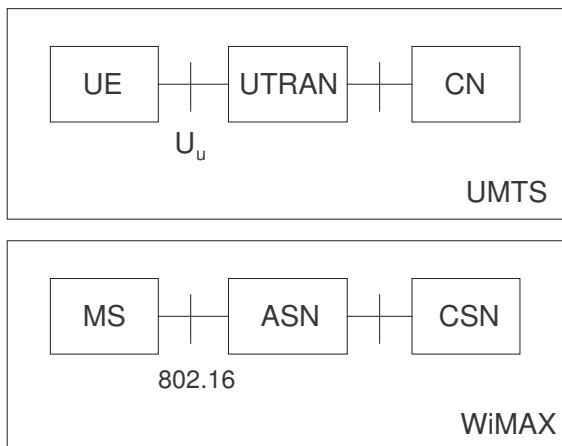 UE UTRAN CN
Uu
UMTS
MS ASN CSN
802.16
WiMAX